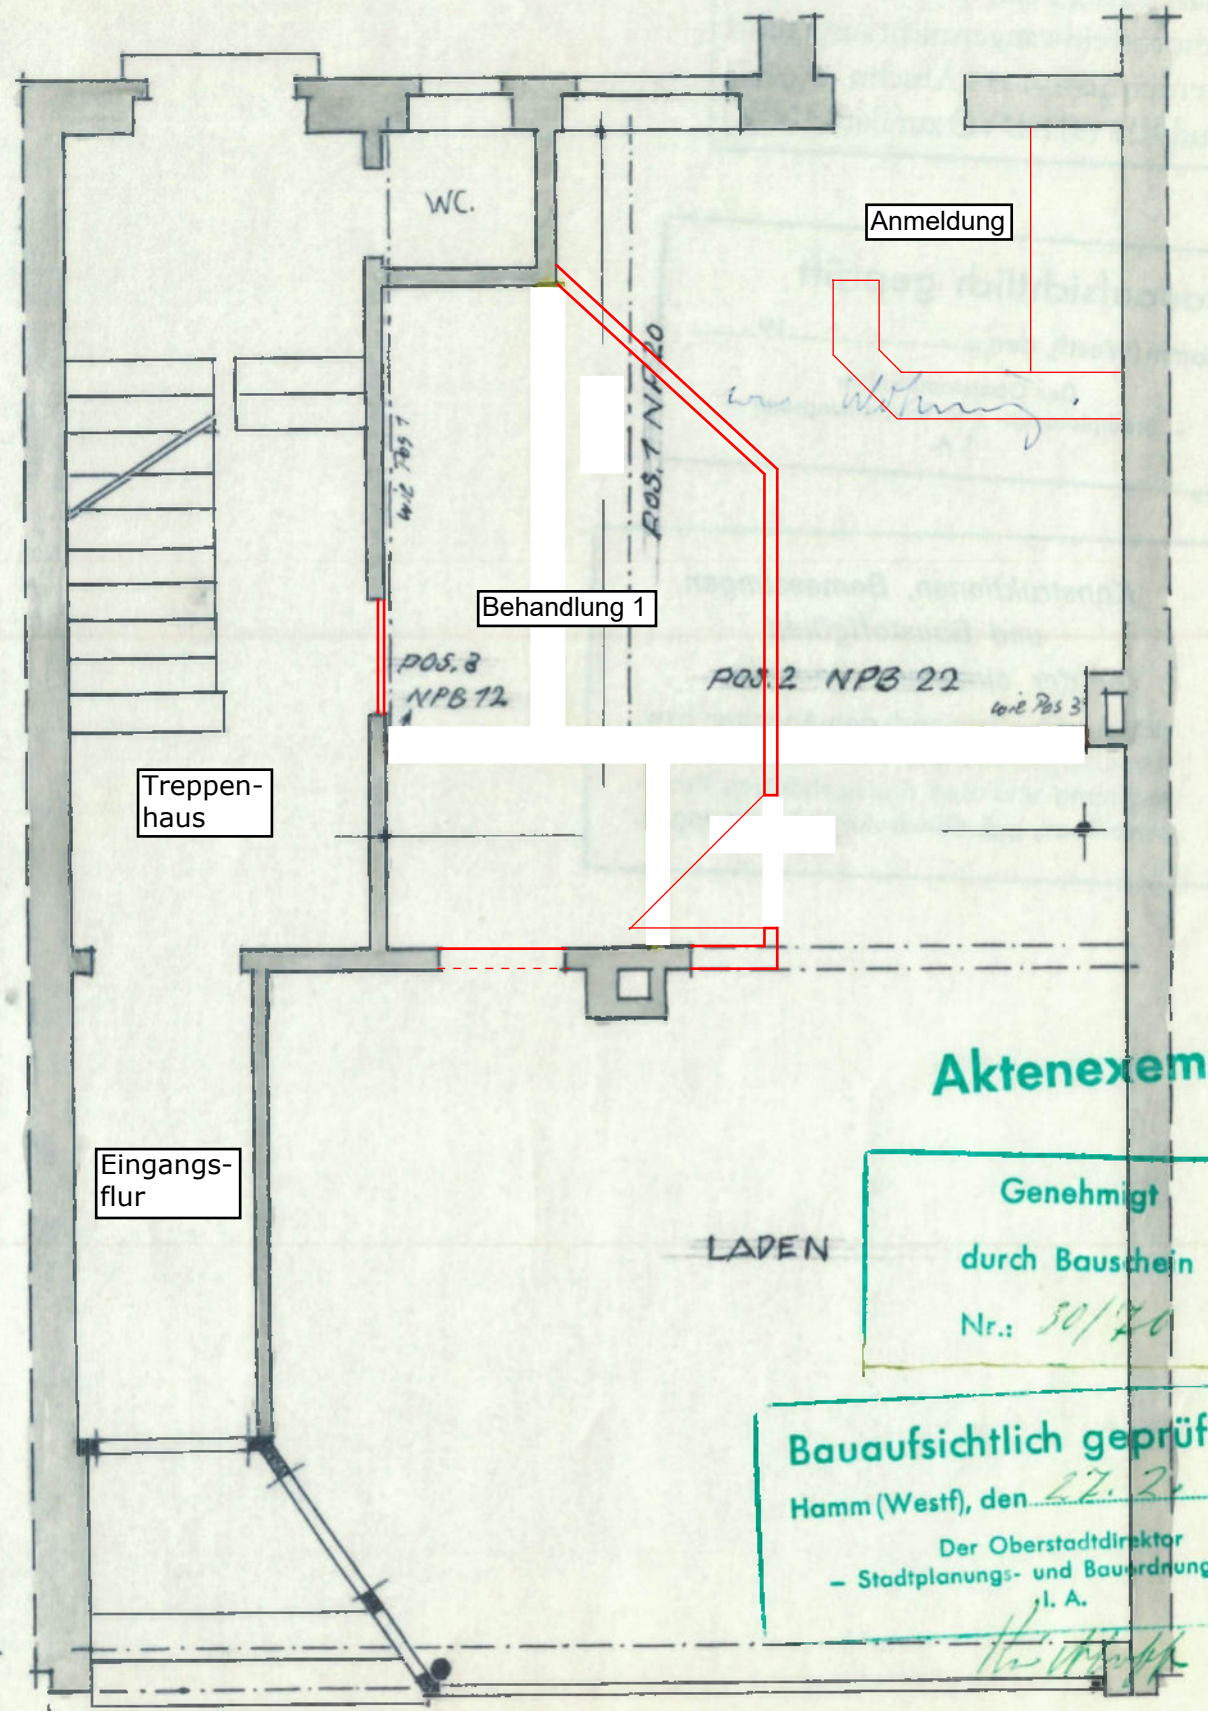 WC.
Anmeldung
POS. 1 NP 20
wie Pos 1
Behandlung 1
POS. 3
NPB 12
POS. 2 NPB 22
wie Pos 3
Treppen-
haus
Aktenexem
Eingangs-
flur
Genehmigt
durch Bauschein
Nr.: 30/70
LADEN
Bauaufsichtlich geprüf
Hamm (Westf), den 27. 2.
Der Oberstadtdirektor
– Stadtplanungs- und Bauordnung
I. A.